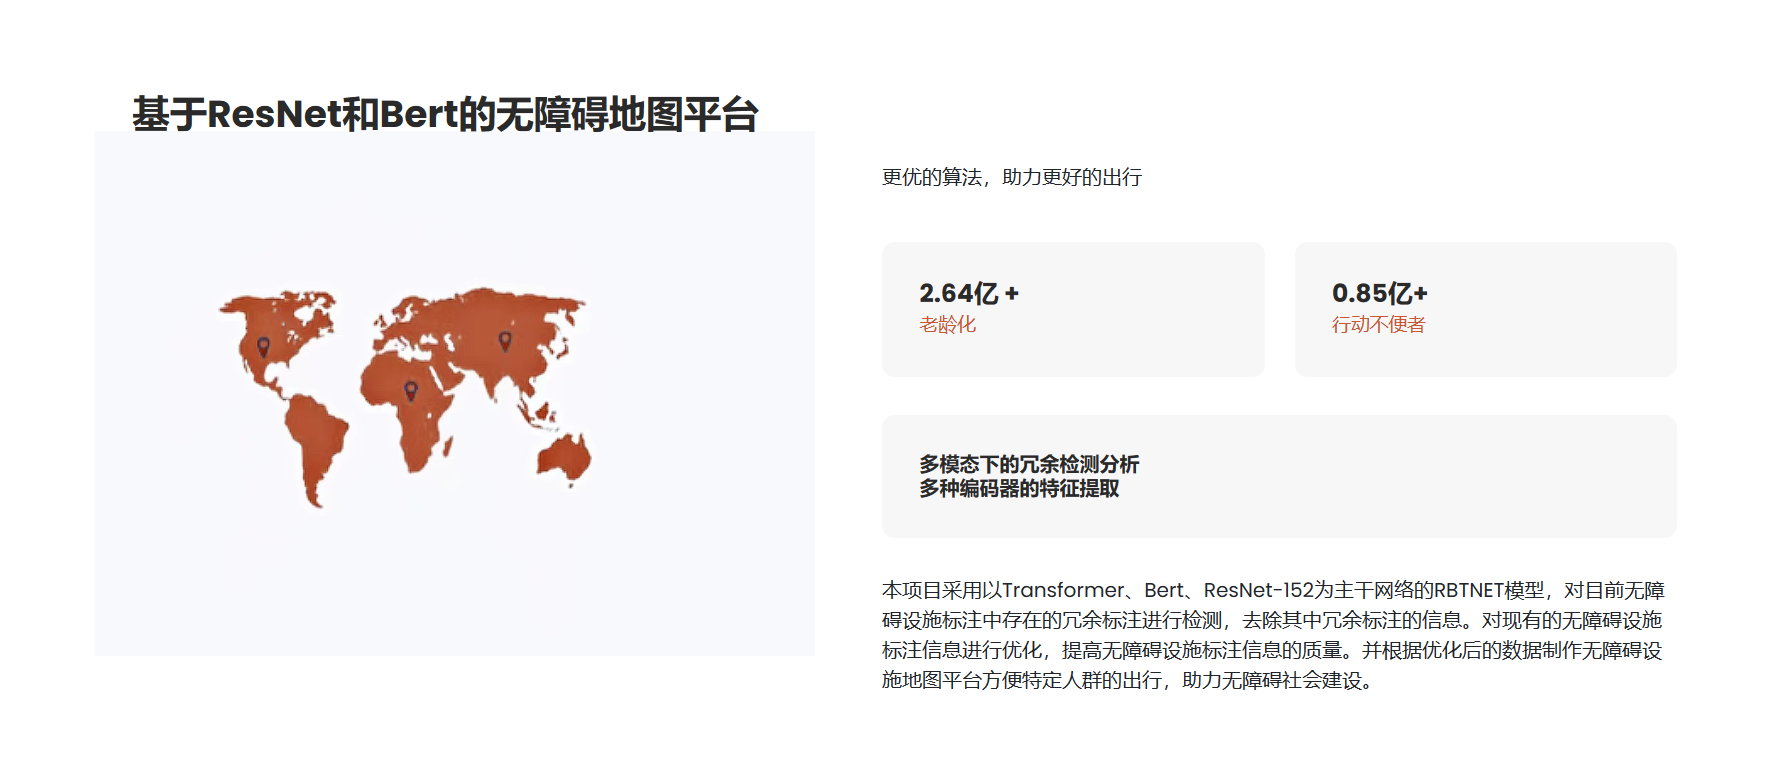 基于ResNet和Bert的无障碍地图平台
更优的算法，助力更好的出行
2.64亿 +
老龄化
0.85亿+
行动不便者
多模态下的冗余检测分析
多种编码器的特征提取
本项目采用以Transformer、Bert、ResNet-152为主干网络的RBTNET模型，对目前无障
碍设施标注中存在的冗余标注进行检测，去除其中冗余标注的信息。对现有的无障碍设施
标注信息进行优化，提高无障碍设施标注信息的质量。并根据优化后的数据制作无障碍设
施地图平台方便特定人群的出行，助力无障碍社会建设。